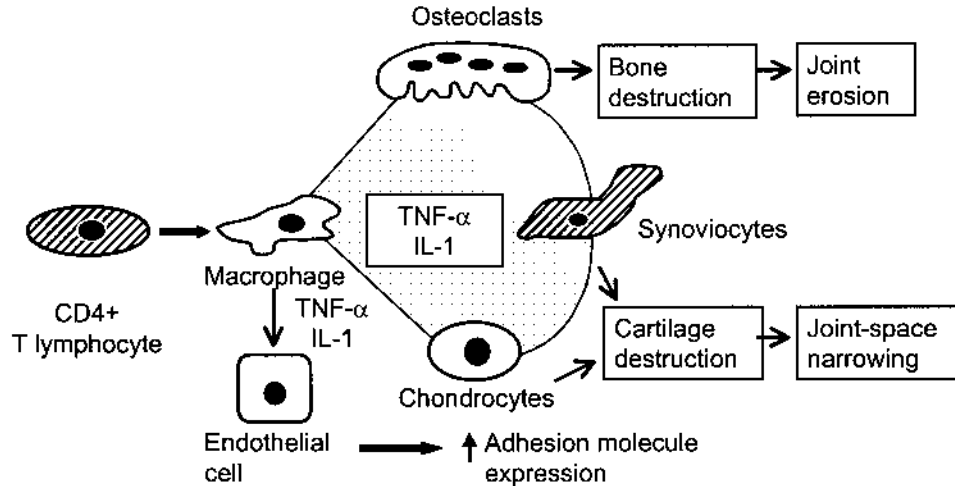 Osteoclasts
Bone
destruction
Joint
erosion
TNF-α
IL-1
Synoviocytes
Macrophage
CD4+
T lymphocyte
TNF-α
IL-1
Cartilage
destruction
Joint-space
narrowing
Chondrocytes
Endothelial
cell
Adhesion molecule
expression